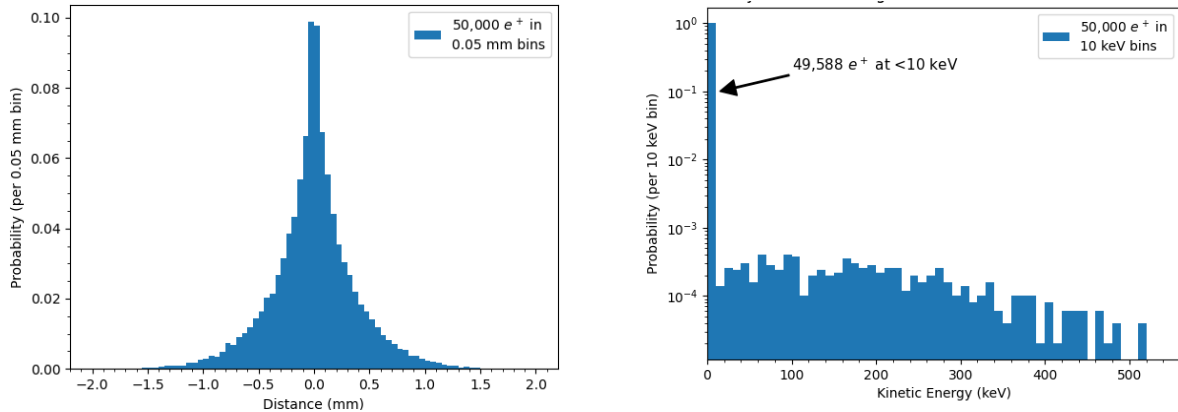 50,000 e⁺ in
0.05 mm bins
Probability (per 0.05 mm bin)
0.10
0.08
0.06
0.04
0.02
0.00
−2.0 −1.5 −1.0 −0.5 0.0 0.5 1.0 1.5 2.0
Distance (mm)
50,000 e⁺ in
10 keV bins
49,588 e⁺ at <10 keV
Probability (per 10 keV bin)
10⁰
10⁻¹
10⁻²
10⁻³
10⁻⁴
0 100 200 300 400 500
Kinetic Energy (keV)